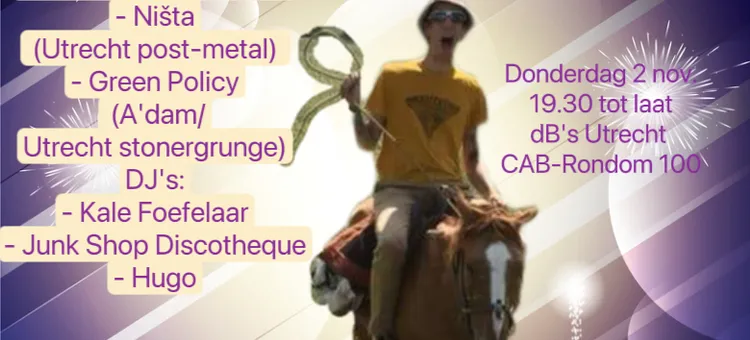 - Ništa
(Utrecht post-metal)
- Green Policy
(A'dam/
Utrecht stonergrunge)
DJ's:
- Kale Foefelaar
- Junk Shop Discotheque
- Hugo
Donderdag 2 nov
19.30 tot laat
dB's Utrecht
CAB-Rondom 100